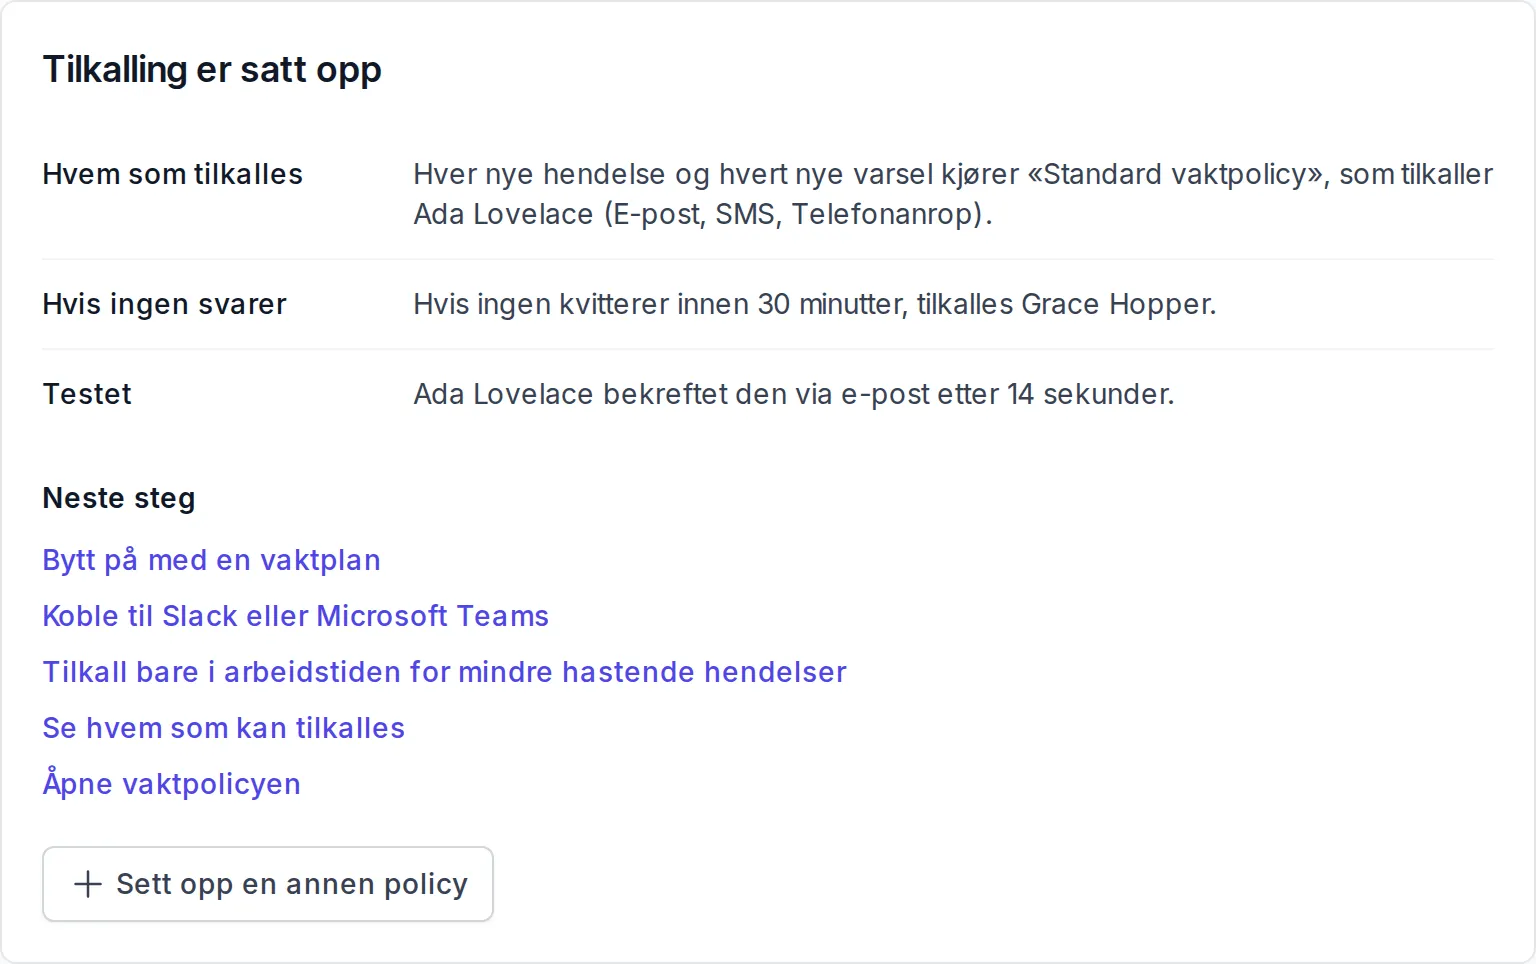 Tilkalling er satt opp
Hvem som tilkalles
Hver nye hendelse og hvert nye varsel kjører «Standard vaktpolicy», som tilkaller
Ada Lovelace (E-post, SMS, Telefonanrop).
Hvis ingen svarer
Hvis ingen kvitterer innen 30 minutter, tilkalles Grace Hopper.
Testet
Ada Lovelace bekreftet den via e-post etter 14 sekunder.
Neste steg
Bytt på med en vaktplan
Koble til Slack eller Microsoft Teams
Tilkall bare i arbeidstiden for mindre hastende hendelser
Se hvem som kan tilkalles
Åpne vaktpolicyen
Sett opp en annen policy